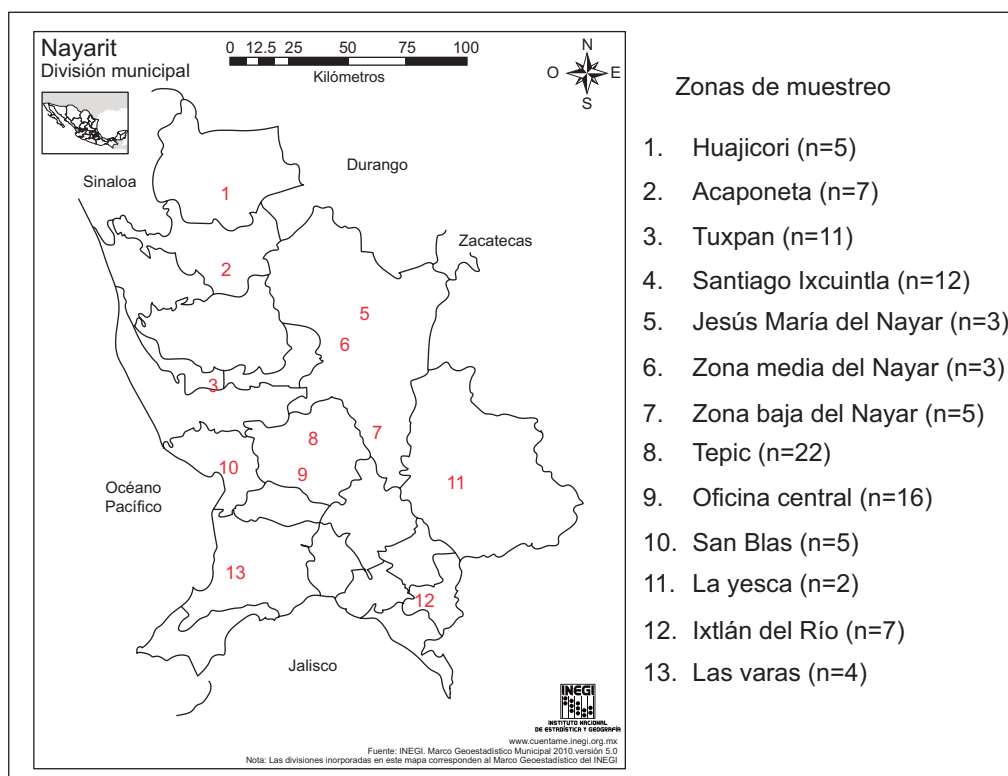 Nayarit
División municipal
0 12.5 25 50 75 100
Kilómetros
N
O E
S
Sinaloa
Durango
Zacatecas
Océano
Pacífico
Jalisco
1
2
3
4
5
6
7
8
9
10
11
12
13
INEGI
INSTITUTO NACIONAL
DE ESTADÍSTICA Y GEOGRAFÍA
www.cuentame.inegi.org.mx
Fuente: INEGI. Marco Geoestadístico Municipal 2010.versión 5.0
Nota: Las divisiones inorporadas en este mapa corresponden al Marco Geoestadístico del INEGI
Zonas de muestreo
1. Huajicori (n=5)
2. Acaponeta (n=7)
3. Tuxpan (n=11)
4. Santiago Ixcuintla (n=12)
5. Jesús María del Nayar (n=3)
6. Zona media del Nayar (n=3)
7. Zona baja del Nayar (n=5)
8. Tepic (n=22)
9. Oficina central (n=16)
10. San Blas (n=5)
11. La yesca (n=2)
12. Ixtlán del Río (n=7)
13. Las varas (n=4)